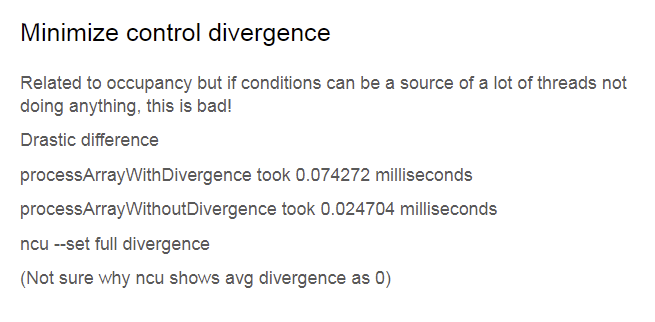 Minimize control divergence
Related to occupancy but if conditions can be a source of a lot of threads not
doing anything, this is bad!
Drastic difference
processArrayWithDivergence took 0.074272 milliseconds
processArrayWithoutDivergence took 0.024704 milliseconds
ncu --set full divergence
(Not sure why ncu shows avg divergence as 0)